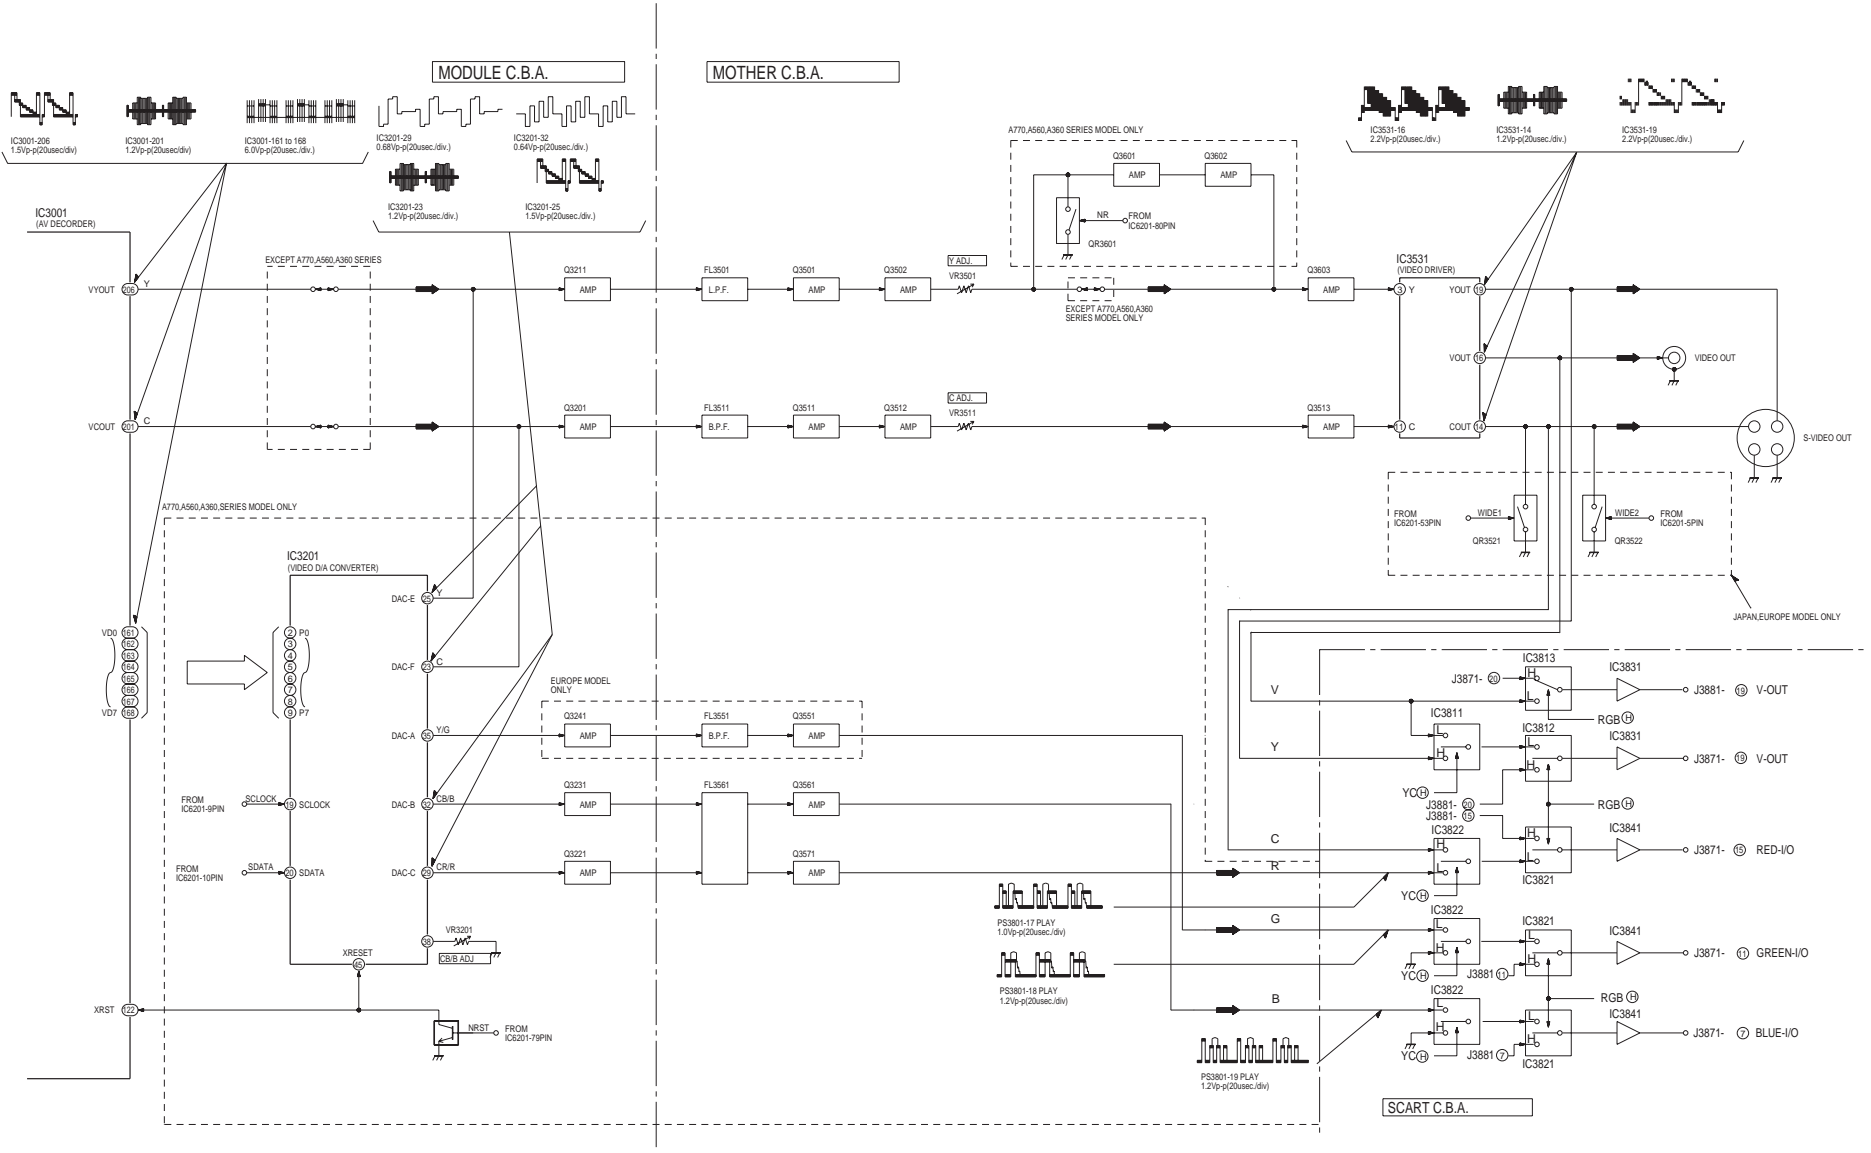 MODULE C.B.A.
MOTHER C.B.A.
IC3001-206
1.5Vp-p(20usec/div)
IC3001-201
1.2Vp-p(20usec/div)
IC3001-161 to 168
6.0Vp-p(20usec./div.)
IC3201-29
0.68Vp-p(20usec./div.)
IC3201-32
0.64Vp-p(20usec./div.)
IC3201-23
1.2Vp-p(20usec./div.)
IC3201-25
1.5Vp-p(20usec./div.)
IC3531-16
2.2Vp-p(20usec./div.)
IC3531-14
1.2Vp-p(20usec./div.)
IC3531-19
2.2Vp-p(20usec./div.)
A770,A560,A360 SERIES MODEL ONLY
Q3601
AMP
Q3602
AMP
NR
FROM
IC6201-80PIN
QR3601
IC3001
(AV DECORDER)
EXCEPT A770,A560,A360 SERIES
VYOUT
206
Y
Q3211
AMP
FL3501
L.P.F.
Q3501
AMP
Q3502
AMP
Y ADJ.
VR3501
EXCEPT A770,A560,A360
SERIES MODEL ONLY
Q3603
AMP
IC3531
(VIDEO DRIVER)
3
Y
YOUT
19
VOUT
16
VIDEO OUT
VCOUT
201
C
Q3201
AMP
FL3511
B.P.F.
Q3511
AMP
Q3512
AMP
C ADJ.
VR3511
Q3513
AMP
11
C
COUT
14
S-VIDEO OUT
FROM
IC6201-53PIN
WIDE1
QR3521
WIDE2
QR3522
FROM
IC6201-5PIN
JAPAN,EUROPE MODEL ONLY
A770,A560,A360,SERIES MODEL ONLY
IC3201
(VIDEO D/A CONVERTER)
DAC-E
25
Y
DAC-F
23
C
VD0
161
162
163
164
165
166
167
VD7
168
2
P0
3
4
5
6
7
8
9
P7
EUROPE MODEL
ONLY
DAC-A
35
Y/G
Q3241
AMP
FL3551
B.P.F.
Q3551
AMP
FROM
IC6201-9PIN
SCLOCK
19
SCLOCK
DAC-B
32
CB/B
Q3231
AMP
FL3561
Q3561
AMP
FROM
IC6201-10PIN
SDATA
20
SDATA
DAC-C
29
CR/R
Q3221
AMP
Q3571
AMP
38
VR3201
CB/B ADJ
XRESET
45
XRST
122
NRST
FROM
IC6201-79PIN
PS3801-17 PLAY
1.0Vp-p(20usec./div)
PS3801-18 PLAY
1.2Vp-p(20usec./div)
PS3801-19 PLAY
1.2Vp-p(20usec./div)
V
Y
C
R
G
B
J3871-
20
IC3813
H
L
IC3831
J3881-
19
V-OUT
RGB
H
IC3811
L
H
YC
H
IC3812
L
H
IC3831
J3871-
19
V-OUT
J3881-
20
J3881-
15
RGB
H
IC3822
H
L
YC
H
H
L
IC3821
IC3841
J3871-
15
RED-I/O
IC3822
L
H
YC
H
J3881
11
IC3821
L
H
IC3841
J3871-
11
GREEN-I/O
RGB
H
IC3822
L
H
YC
H
J3881
7
L
H
IC3821
IC3841
J3871-
7
BLUE-I/O
SCART C.B.A.